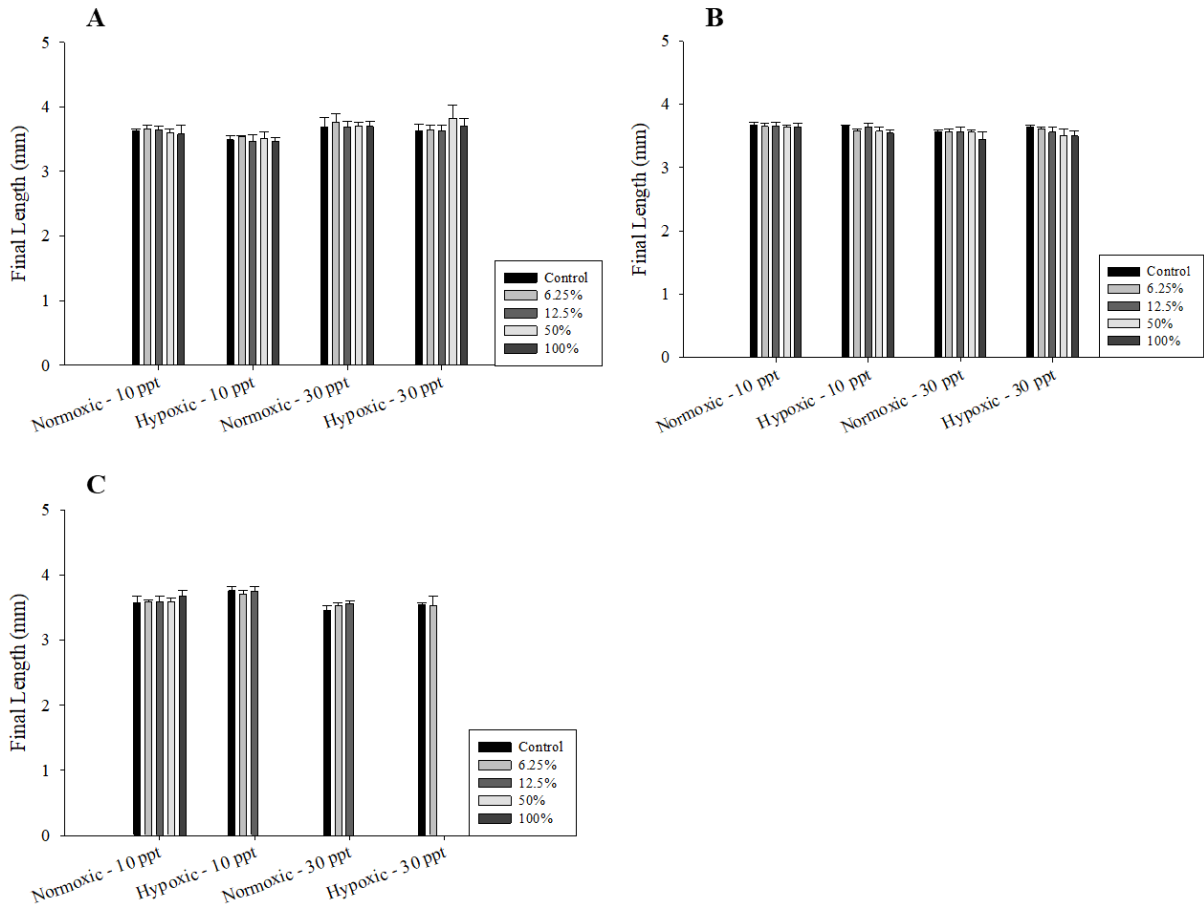 A
5
4
3
2
1
0
Final Length (mm)
Normoxic - 10 ppt
Hypoxic - 10 ppt
Normoxic - 30 ppt
Hypoxic - 30 ppt
Control
6.25%
12.5%
50%
100%
B
5
4
3
2
1
0
Final Length (mm)
Normoxic - 10 ppt
Hypoxic - 10 ppt
Normoxic - 30 ppt
Hypoxic - 30 ppt
Control
6.25%
12.5%
50%
100%
C
5
4
3
2
1
0
Final Length (mm)
Normoxic - 10 ppt
Hypoxic - 10 ppt
Normoxic - 30 ppt
Hypoxic - 30 ppt
Control
6.25%
12.5%
50%
100%